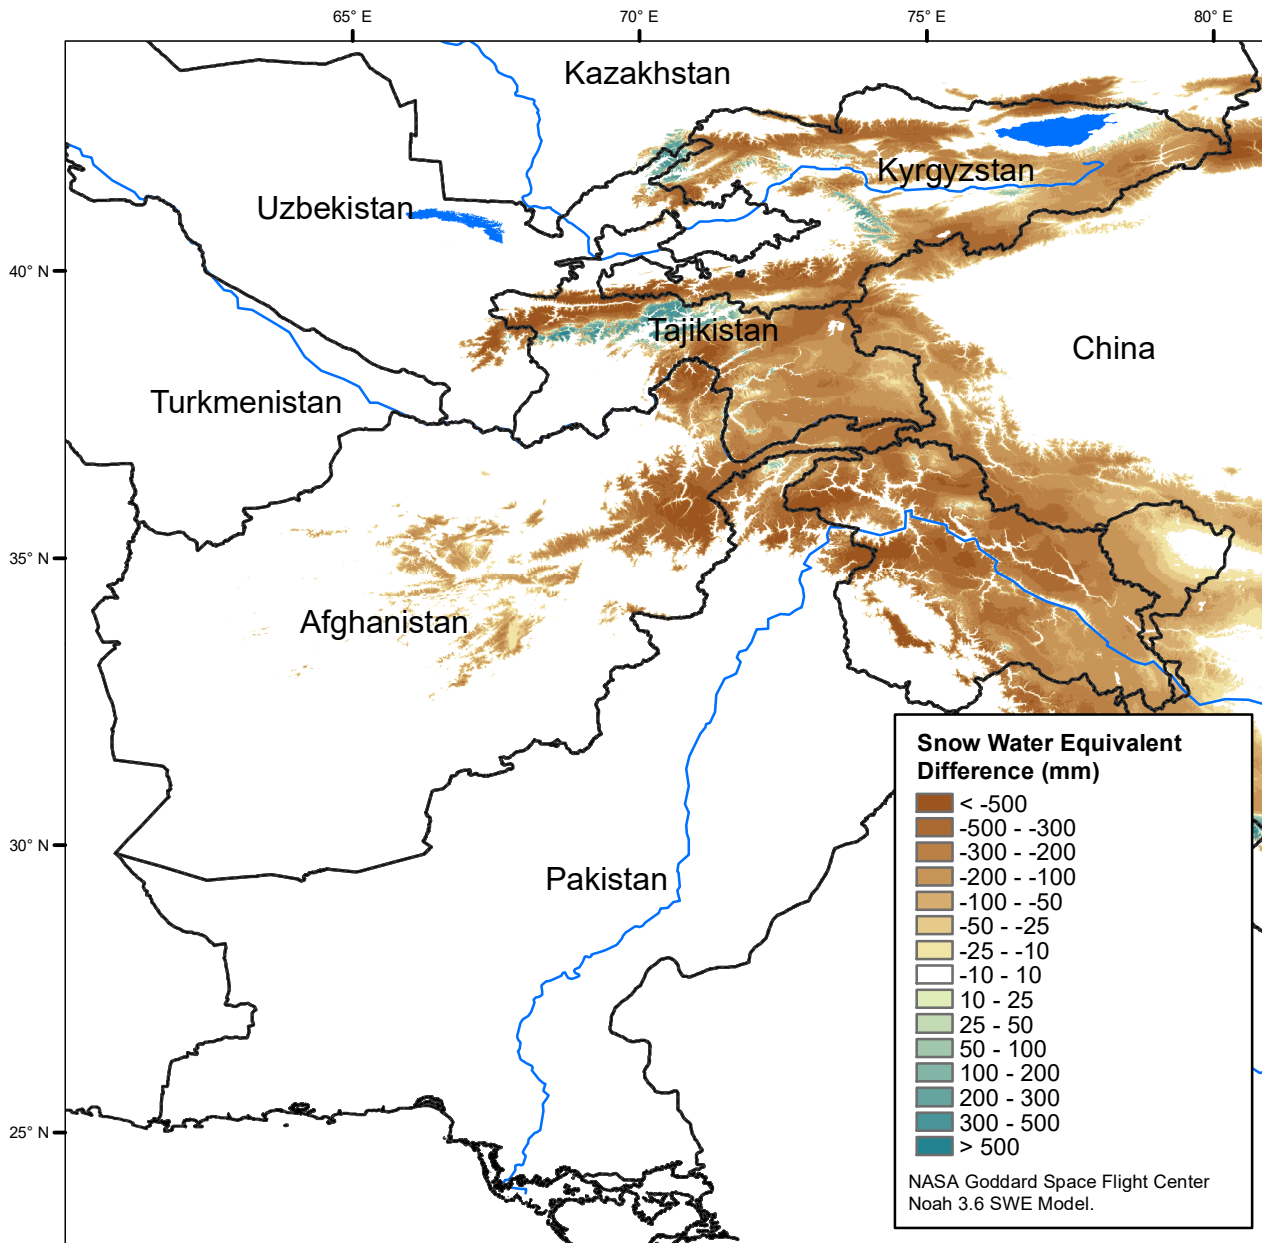 65° E
70° E
75° E
80° E
Kazakhstan
Kyrgyzstan
Uzbekistan
40° N
Tajikistan
China
Turkmenistan
35° N
Afghanistan
30° N
Pakistan
25° N
Snow Water Equivalent
Difference (mm)
< -500
-500 - -300
-300 - -200
-200 - -100
-100 - -50
-50 - -25
-25 - -10
-10 - 10
10 - 25
25 - 50
50 - 100
100 - 200
200 - 300
300 - 500
> 500
NASA Goddard Space Flight Center
Noah 3.6 SWE Model.